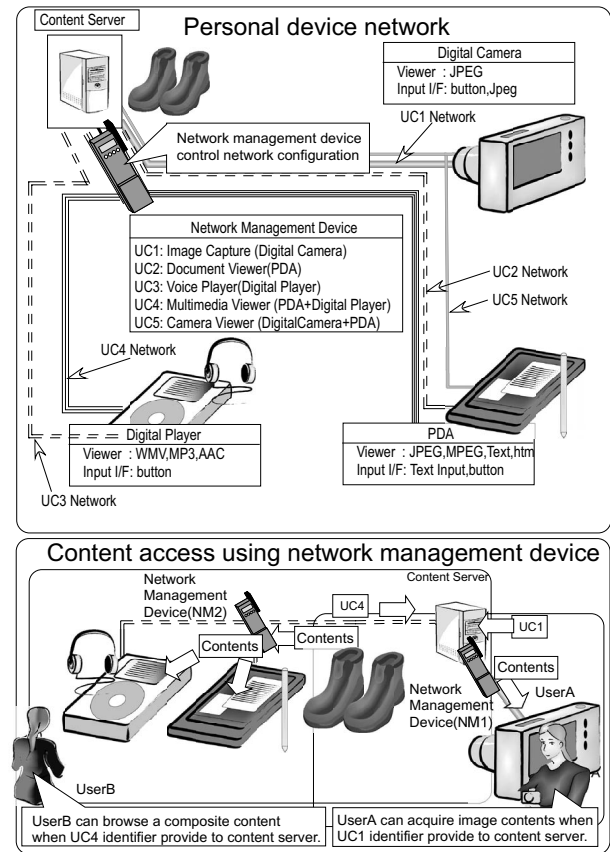 Personal device network
Content Server
Digital Camera
Viewer : JPEG
Input I/F: button,Jpeg
UC1 Network
Network management device
control network configuration
Network Management Device
UC1: Image Capture (Digital Camera)
UC2: Document Viewer(PDA)
UC3: Voice Player(Digital Player)
UC4: Multimedia Viewer (PDA+Digital Player)
UC5: Camera Viewer (DigitalCamera+PDA)
UC2 Network
UC5 Network
UC4 Network
Digital Player
Viewer : WMV,MP3,AAC
Input I/F: button
PDA
Viewer : JPEG,MPEG,Text,htm
Input I/F: Text Input,button
UC3 Network
Content access using network management device
Network
Management
Device(NM2)
Content Server
UC4
UC1
Contents
Contents
Contents
Network
Management
Device(NM1)
UserA
UserB
UserB can browse a composite content
when UC4 identifier provide to content server.
UserA can acquire image contents when
UC1 identifier provide to content server.